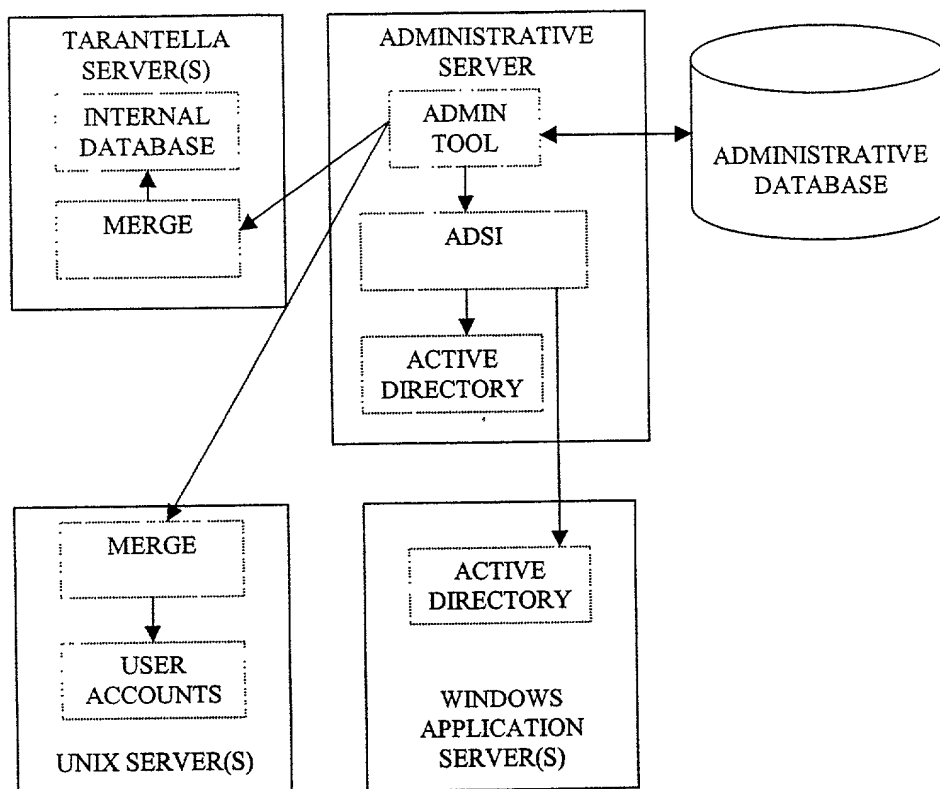 TARANTELLA
SERVER(S)
INTERNAL
DATABASE
MERGE
ADMINISTRATIVE
SERVER
ADMIN
TOOL
ADSI
ACTIVE
DIRECTORY
ADMINISTRATIVE
DATABASE
MERGE
USER
ACCOUNTS
UNIX SERVER(S)
ACTIVE
DIRECTORY
WINDOWS
APPLICATION
SERVER(S)